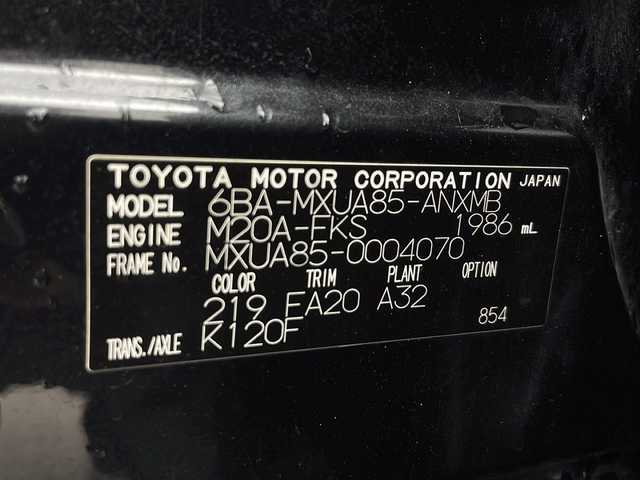 TOYOTA MOTOR CORPORATION JAPAN
MODEL 6BA-MXUA85-ANXMB
ENGINE M20A-FKS 1986 mL
FRAME No. MXUA85-0004070
COLOR TRIM PLANT OPTION
219 EA20 A32
TRANS./AXLE K120F 854